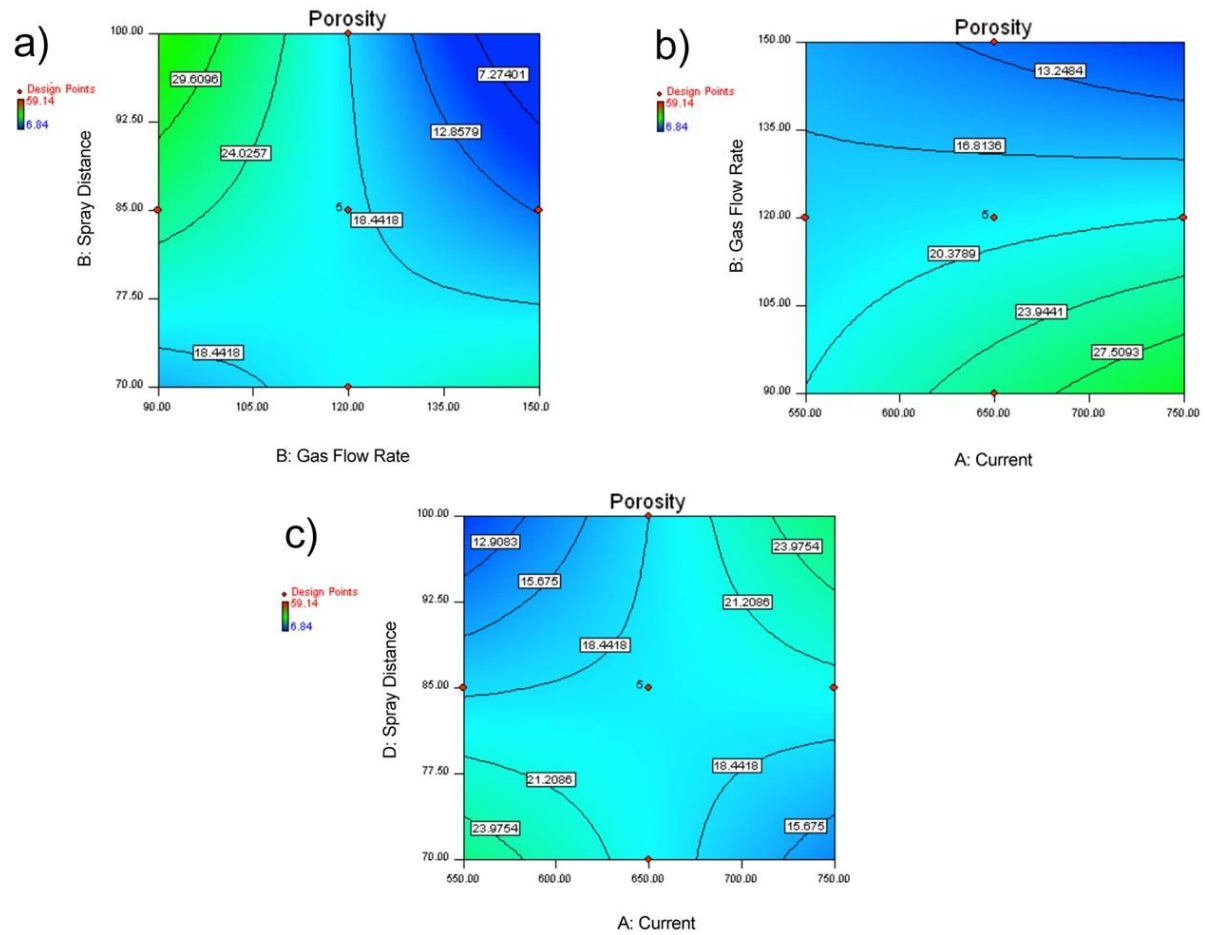 a)
Porosity
Design Points
59.14
6.84
B: Spray Distance
100.00
92.50
85.00
77.50
70.00
29.6096
7.27401
12.8579
24.0257
5
18.4418
18.4418
90.00 105.00 120.00 135.00 150.0
B: Gas Flow Rate
b)
Porosity
Design Points
59.14
6.84
B: Gas Flow Rate
150.00
135.00
120.00
105.00
90.00
13.2484
16.8136
5
20.3789
23.9441
27.5093
550.00 600.00 650.00 700.00 750.00
A: Current
c)
Porosity
Design Points
59.14
6.84
D: Spray Distance
100.00
92.50
85.00
77.50
70.00
12.9083
23.9754
15.675
21.2086
18.4418
5
21.2086
18.4418
23.9754
15.675
550.00 600.00 650.00 700.00 750.00
A: Current